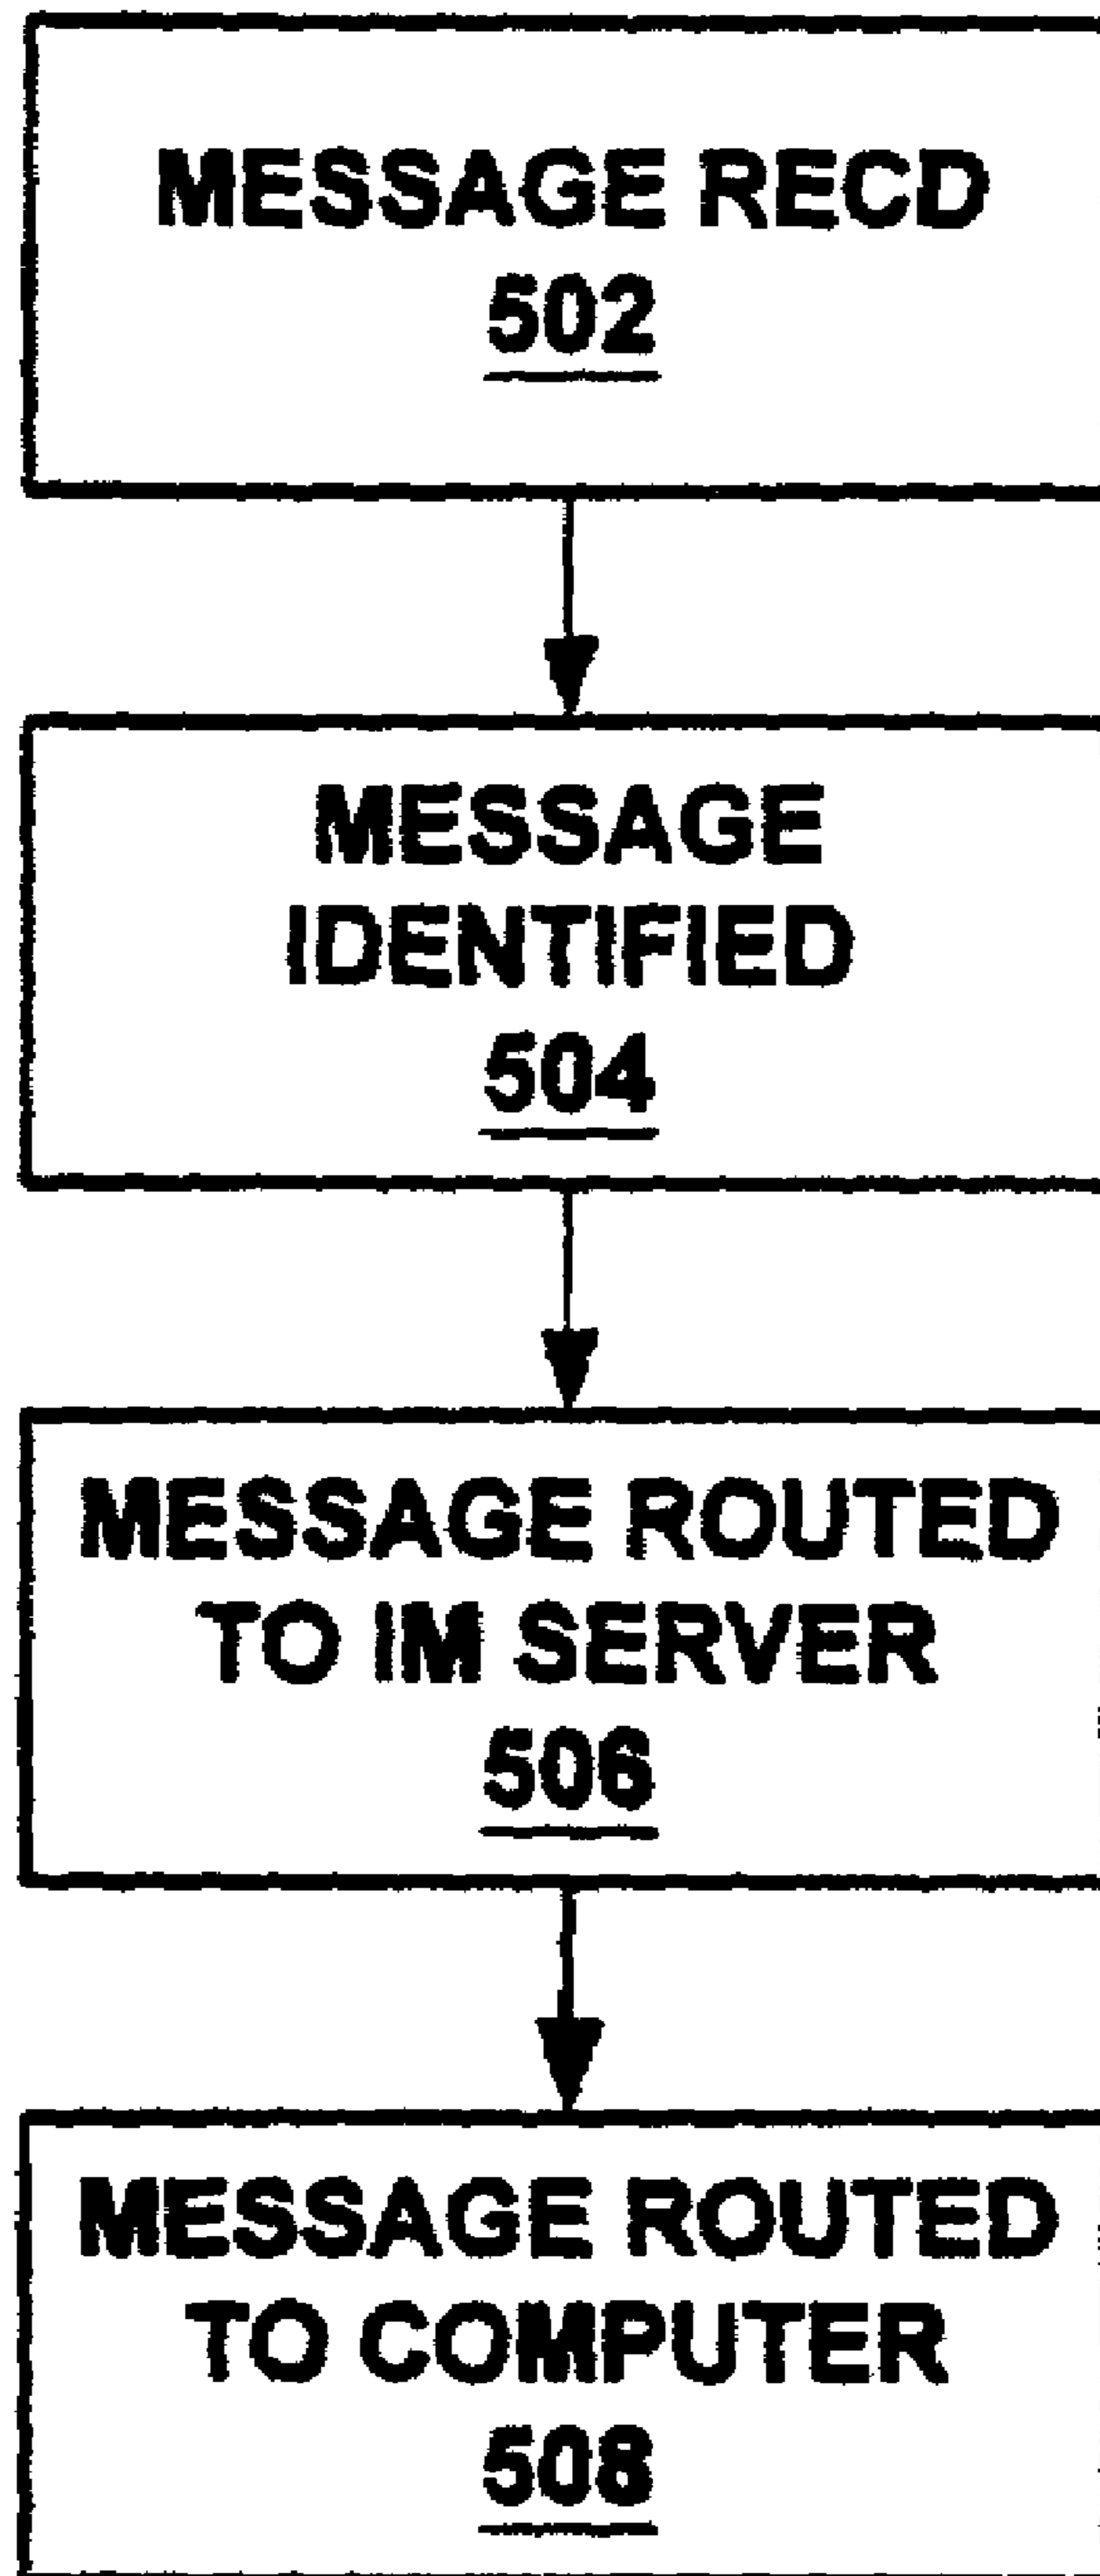 MESSAGE RECD
502
MESSAGE
IDENTIFIED
504
MESSAGE ROUTED
TO IM SERVER
506
MESSAGE ROUTED
TO COMPUTER
508